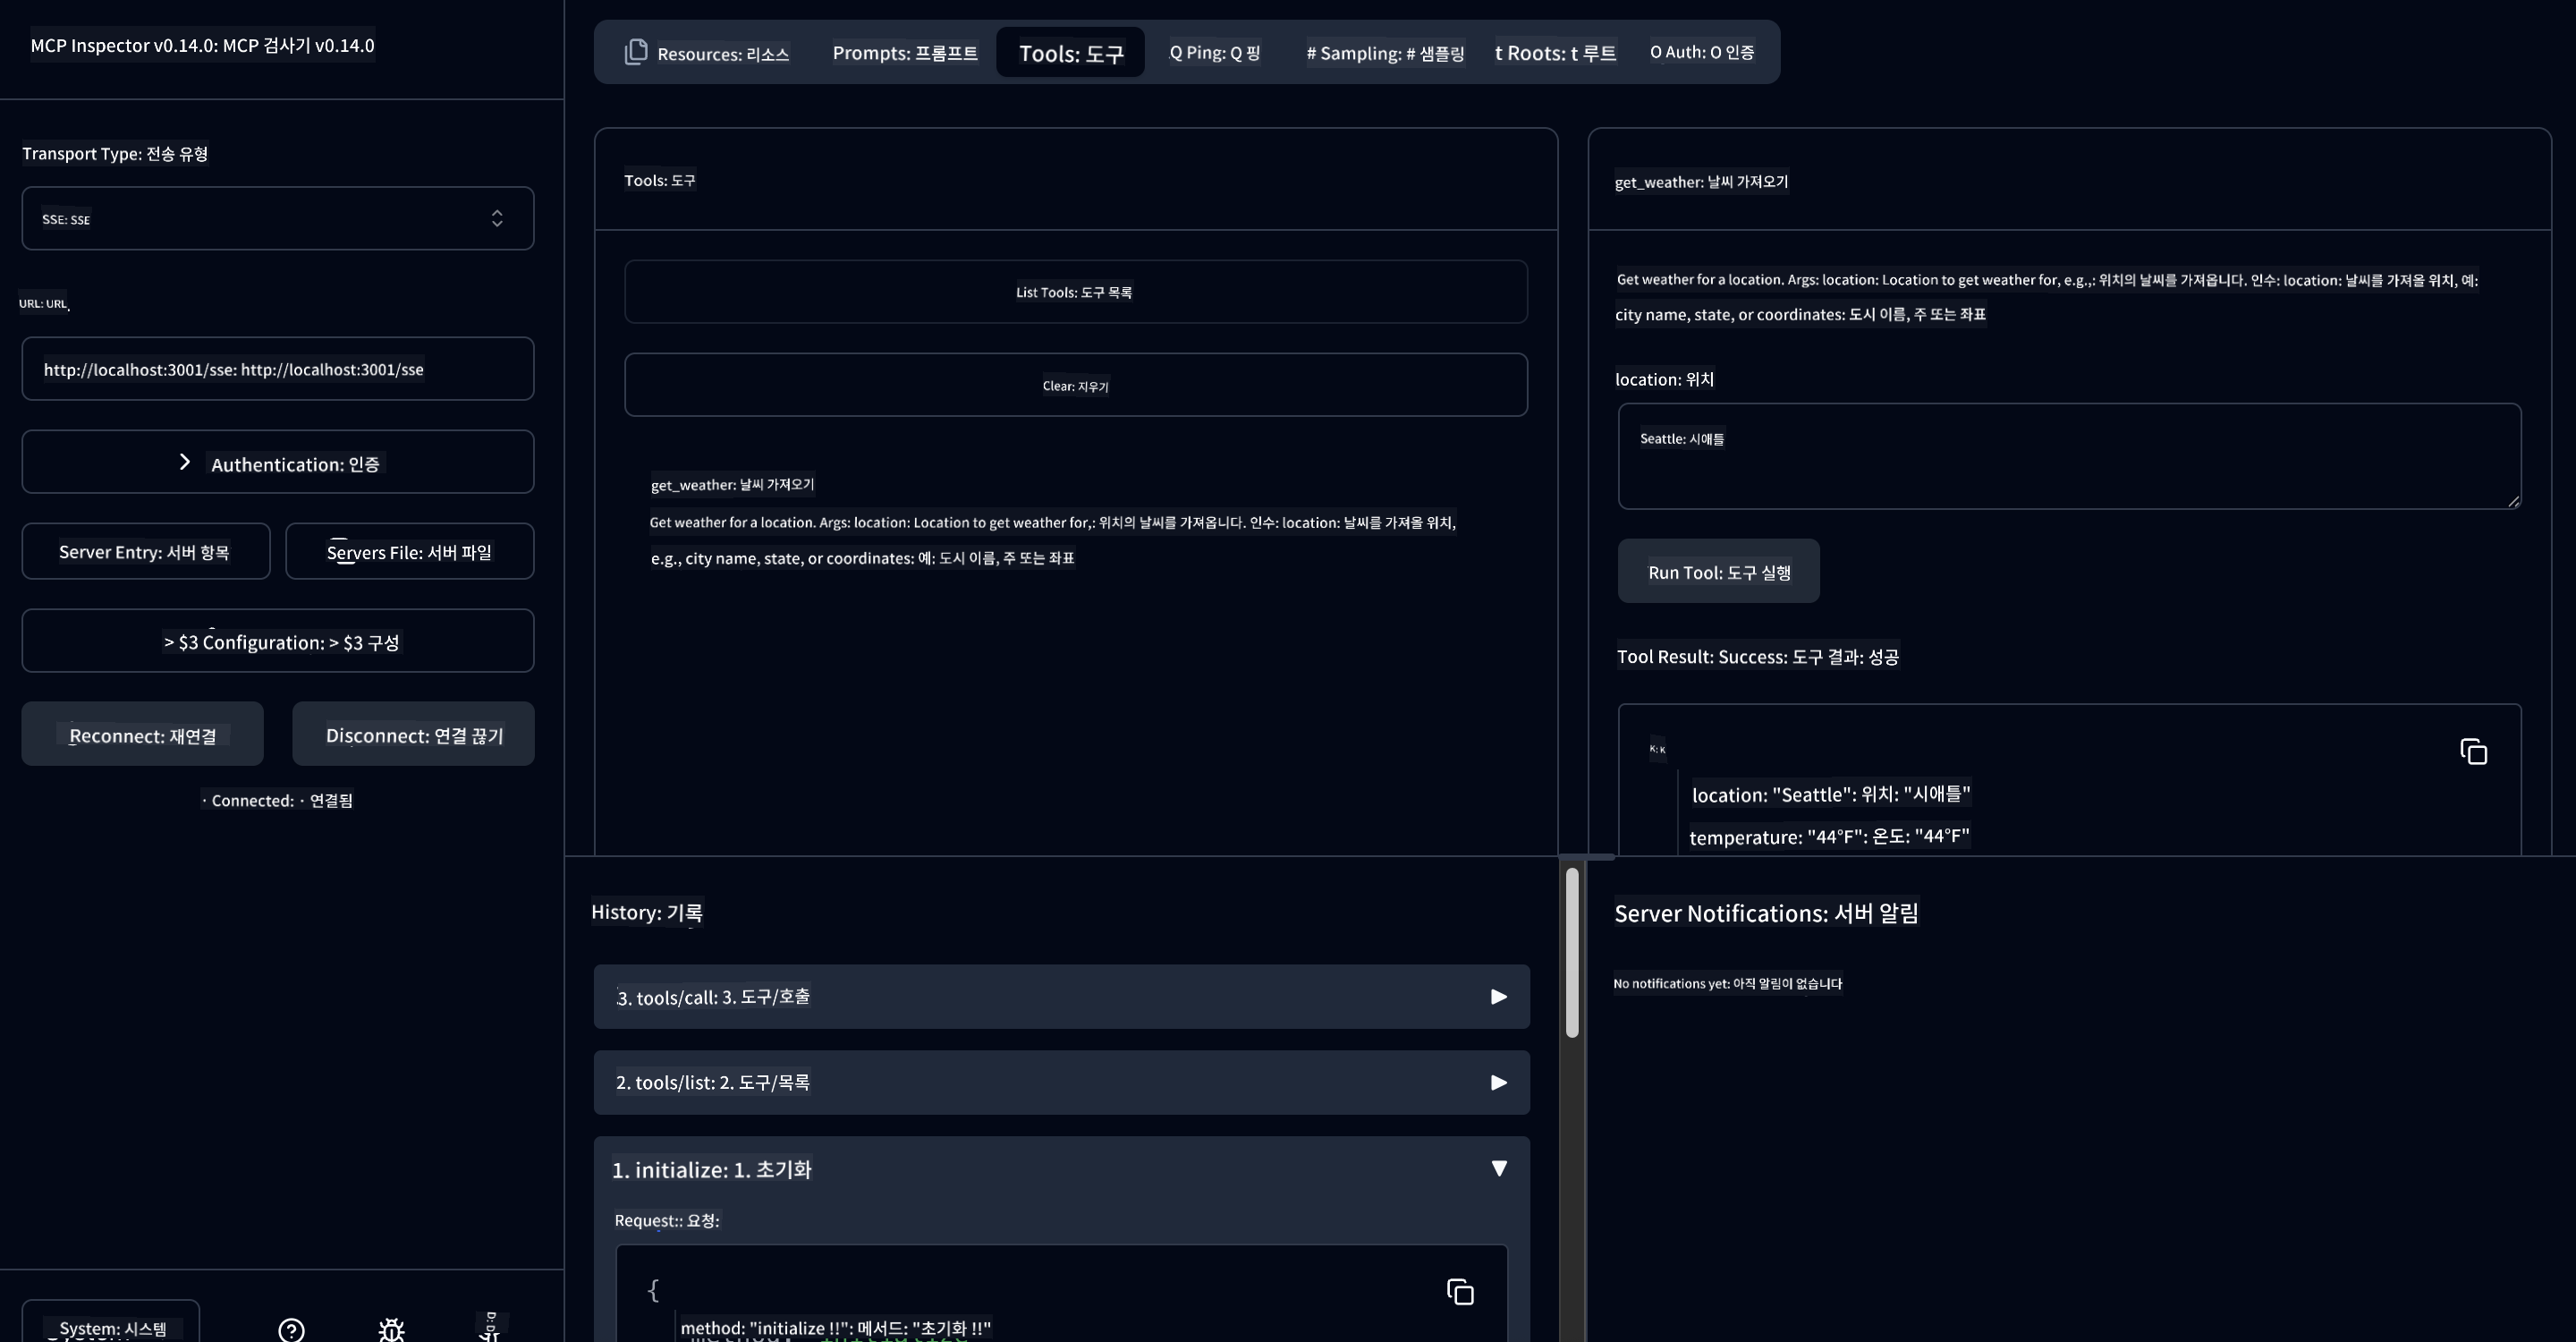 MCP Inspector v0.14.0: MCP 검사기 v0.14.0
Transport Type: 전송 유형
SSE: SSE
URL: URL
http://localhost:3001/sse: http://localhost:3001/sse
Authentication: 인증
Server Entry: 서버 항목
Servers File: 서버 파일
> $3 Configuration: > $3 구성
Reconnect: 재연결
Disconnect: 연결 끊기
· Connected: · 연결됨
System: 시스템
Resources: 리소스
Prompts: 프롬프트
Tools: 도구
Q Ping: Q 핑
# Sampling: # 샘플링
t Roots: t 루트
O Auth: O 인증
Tools: 도구
List Tools: 도구 목록
Clear: 지우기
get_weather: 날씨 가져오기
Get weather for a location. Args: location: Location to get weather for,: 위치의 날씨를 가져옵니다. 인수: location: 날씨를 가져올 위치,
e.g., city name, state, or coordinates: 예: 도시 이름, 주 또는 좌표
get_weather: 날씨 가져오기
Get weather for a location. Args: location: Location to get weather for, e.g.,: 위치의 날씨를 가져옵니다. 인수: location: 날씨를 가져올 위치, 예:
city name, state, or coordinates: 도시 이름, 주 또는 좌표
location: 위치
Seattle: 시애틀
Run Tool: 도구 실행
Tool Result: Success: 도구 결과: 성공
K: K
location: "Seattle": 위치: "시애틀"
temperature: "44°F": 온도: "44°F"
History: 기록
3. tools/call: 3. 도구/호출
2. tools/list: 2. 도구/목록
1. initialize: 1. 초기화
Request:: 요청:
{
method: "initialize !!": 메서드: "초기화 !!"
Server Notifications: 서버 알림
No notifications yet: 아직 알림이 없습니다